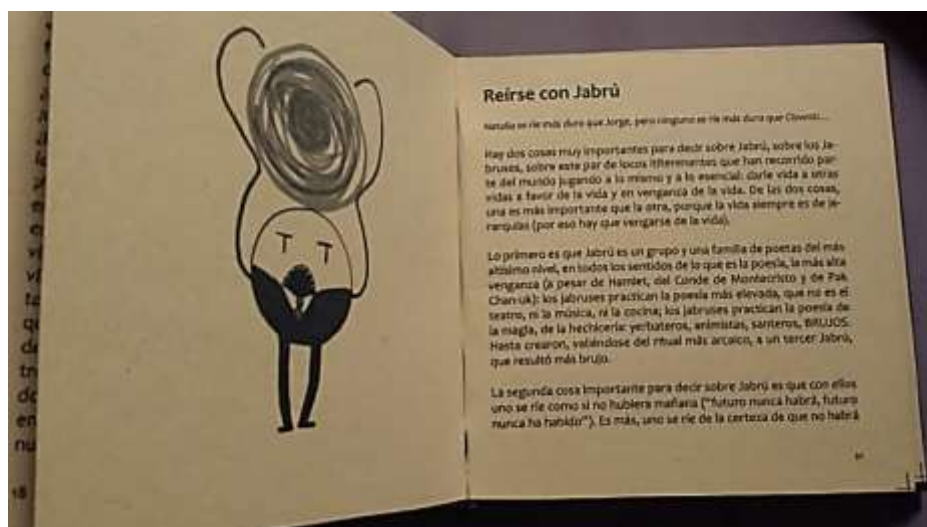 Reírse con Jabrú
Natalia se ríe más duro que Jorge, pero ninguno se ríe más duro que Clowski...
Hay dos cosas muy importantes para decir sobre Jabrú, sobre los Ja-
bruses, sobre este par de locos itinerantes que han recorrido par-
te del mundo jugando a lo mismo y a lo esencial: darle vida a otras
vidas a favor de la vida y en venganza de la vida. De las dos cosas,
una es más importante que la otra, porque la vida siempre es de je-
rarquías (por eso hay que vengarse de la vida).
Lo primero es que Jabrú es un grupo y una familia de poetas del más
altísimo nivel, en todos los sentidos de lo que es la poesía, la más alta
venganza (a pesar de Hamlet, del Conde de Montecristo y de Pak
Chan-uk): los jabruses practican la poesía más elevada, que no es el
teatro, ni la música, ni la cocina; los jabruses practican la poesía de
la magia, de la hechicería: yerbateros, animistas, santeros, BRUJOS.
Hasta crearon, valiéndose del ritual más arcaico, a un tercer Jabrú,
que resultó más brujo.
La segunda cosa importante para decir sobre Jabrú es que con ellos
uno se ríe como si no hubiera mañana ("futuro nunca habrá, futuro
nunca ha habido"). Es más, uno se ríe de la certeza de que no habrá
18